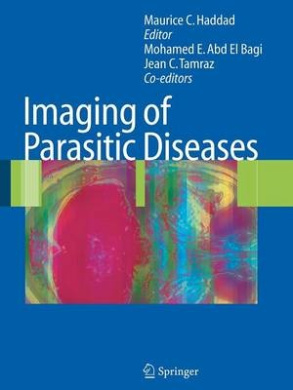 Maurice C. Haddad
Editor
Mohamed E. Abd El Bagi
Jean C. Tamraz
Co-editors
Imaging of
Parasitic Diseases
Springer